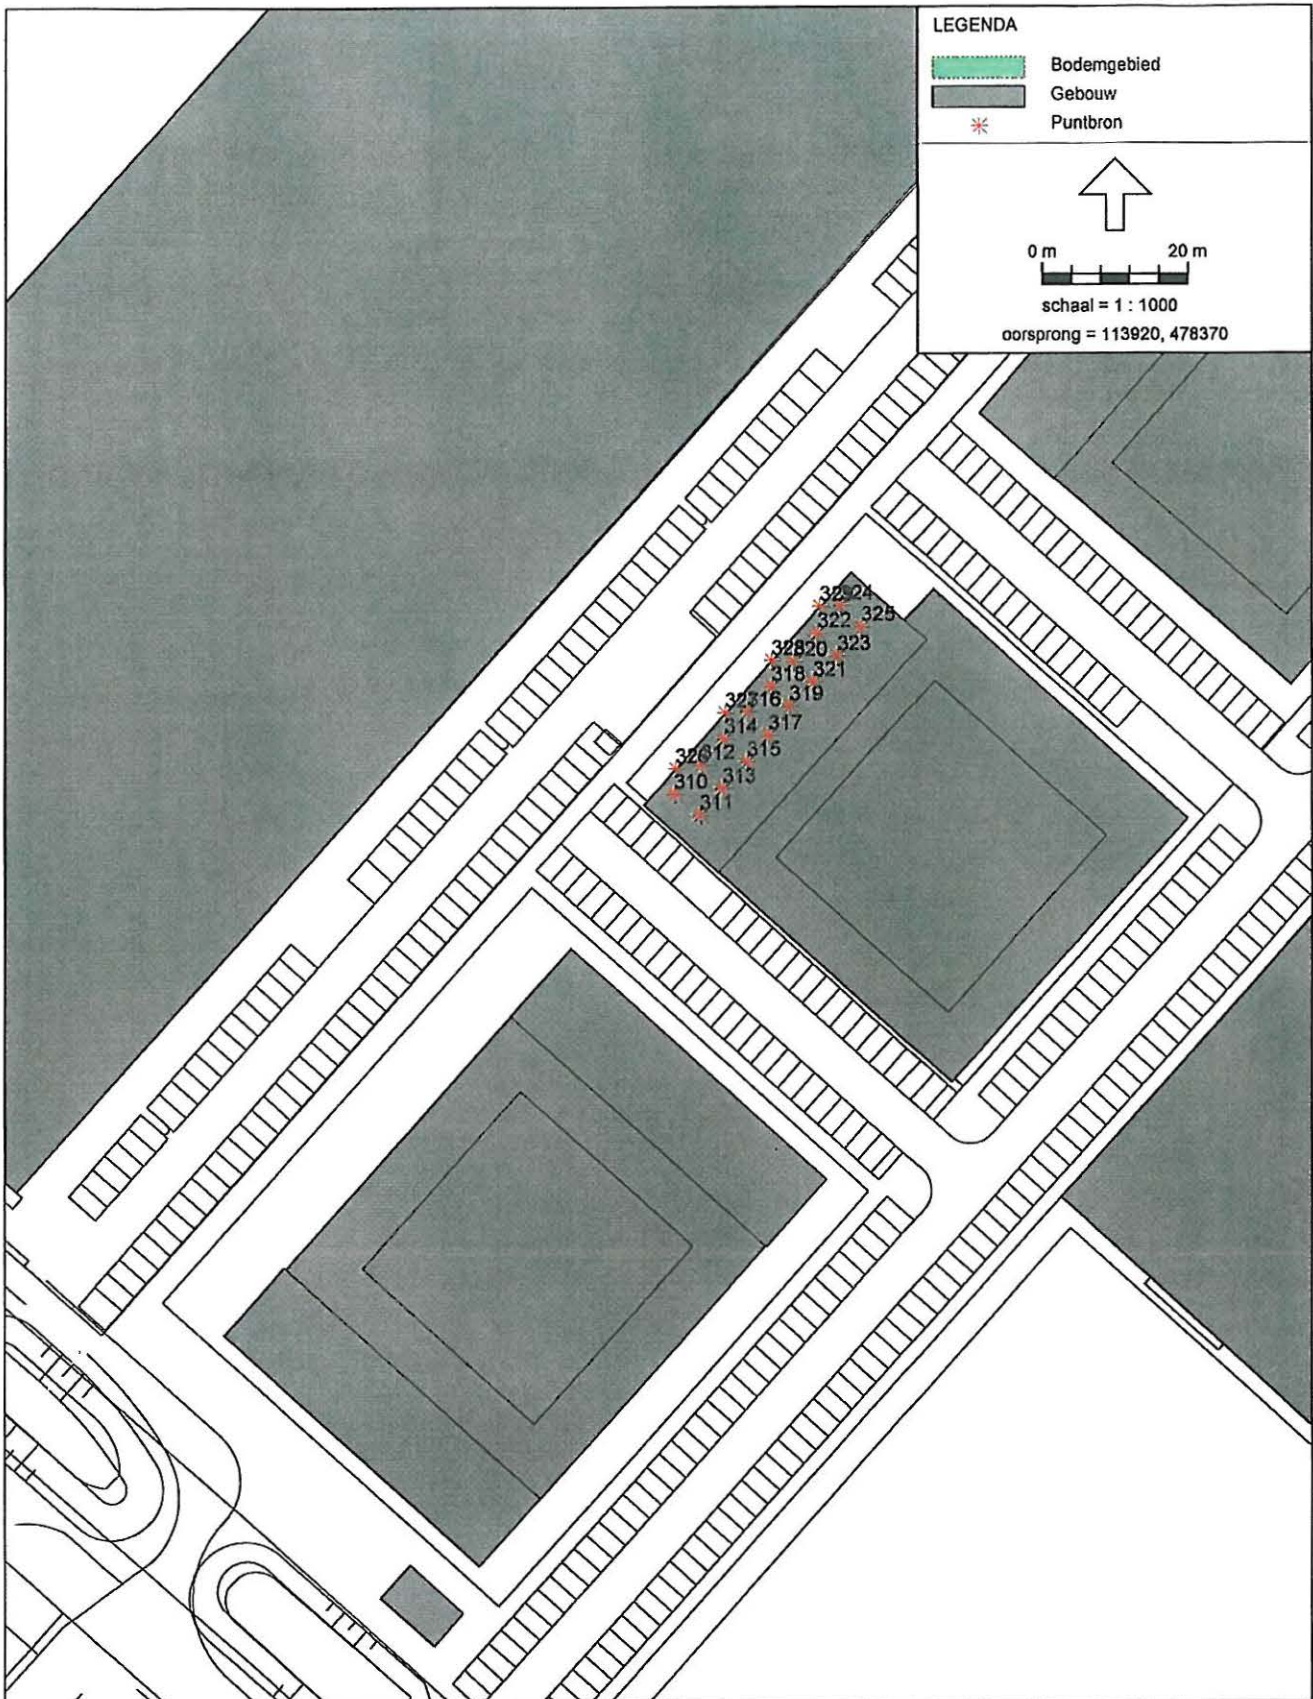 LEGENDA
Bodemgebied
Gebouw
Puntbron
0 m 20 m
schaal = 1 : 1000
oorsprong = 113920, 478370
324
322 325
320 323
318 321
316 319
314 317
312 315
310 313
311